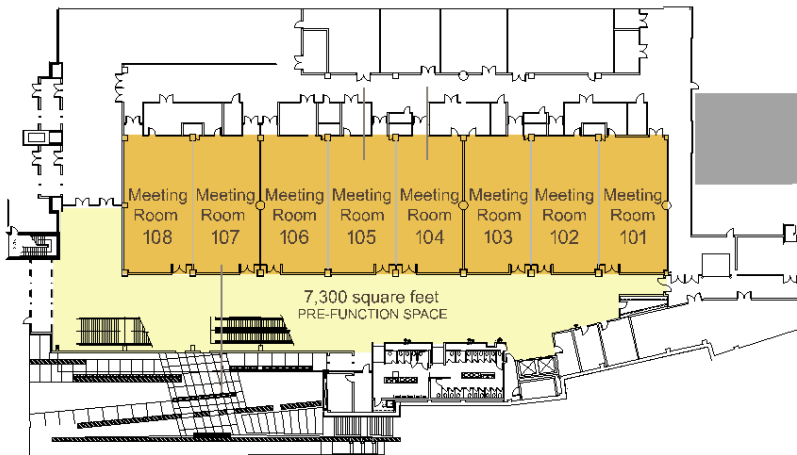 Meeting
Room
108
Meeting
Room
107
Meeting
Room
106
Meeting
Room
105
Meeting
Room
104
Meeting
Room
103
Meeting
Room
102
Meeting
Room
101
7,300 square feet
PRE-FUNCTION SPACE